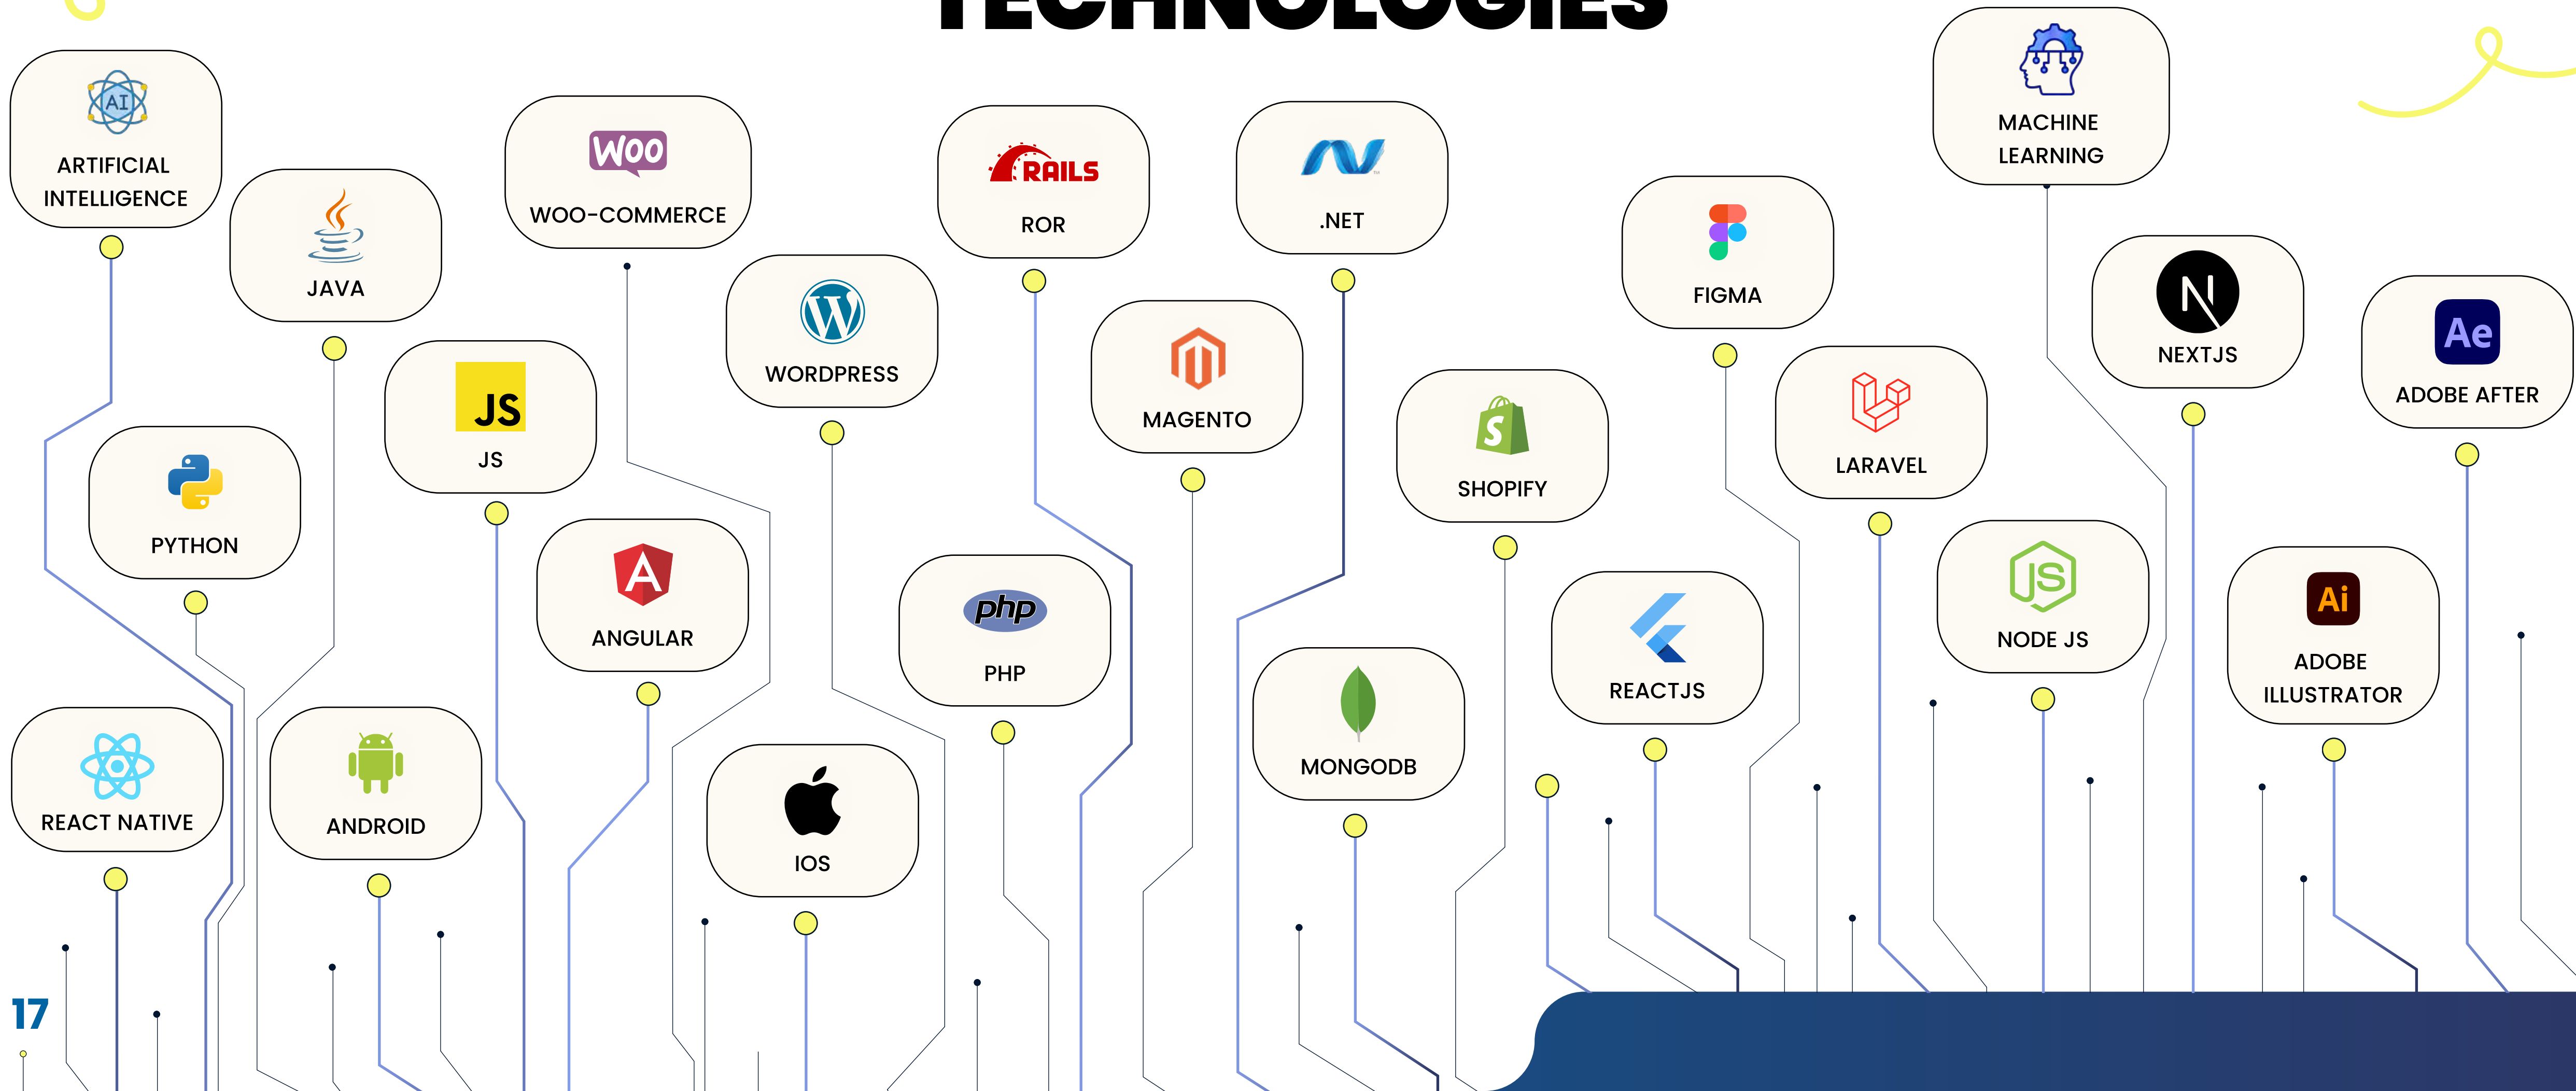 TECHNOLOGIES
AI
ARTIFICIAL
INTELLIGENCE
JAVA
WOO
WOO-COMMERCE
RAILS
ROR
.NET
MACHINE
LEARNING
W
WORDPRESS
FIGMA
N
NEXTJS
Ae
ADOBE AFTER
JS
JS
MAGENTO
S
SHOPIFY
LARAVEL
PYTHON
A
ANGULAR
php
PHP
REACTJS
JS
NODE JS
Ai
ADOBE
ILLUSTRATOR
REACT NATIVE
ANDROID
IOS
MONGODB
17